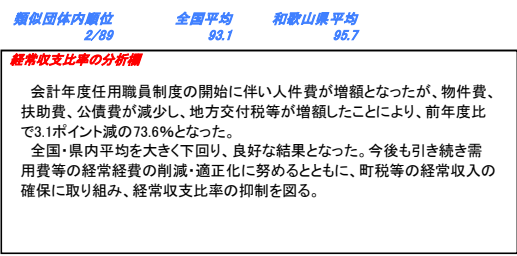 類似団体内順位 全国平均 和歌山県平均
2/89 93.1 95.7
経常収支比率の分析欄
会計年度任用職員制度の開始に伴い人件費が増額となったが、物件費、
扶助費、公債費が減少し、地方交付税等が増額したことにより、前年度比
で3.1ポイント減の73.6%となった。
全国・県内平均を大きく下回り、良好な結果となった。今後も引き続き需
用費等の経常経費の削減・適正化に努めるとともに、町税等の経常収入の
確保に取り組み、経常収支比率の抑制を図る。